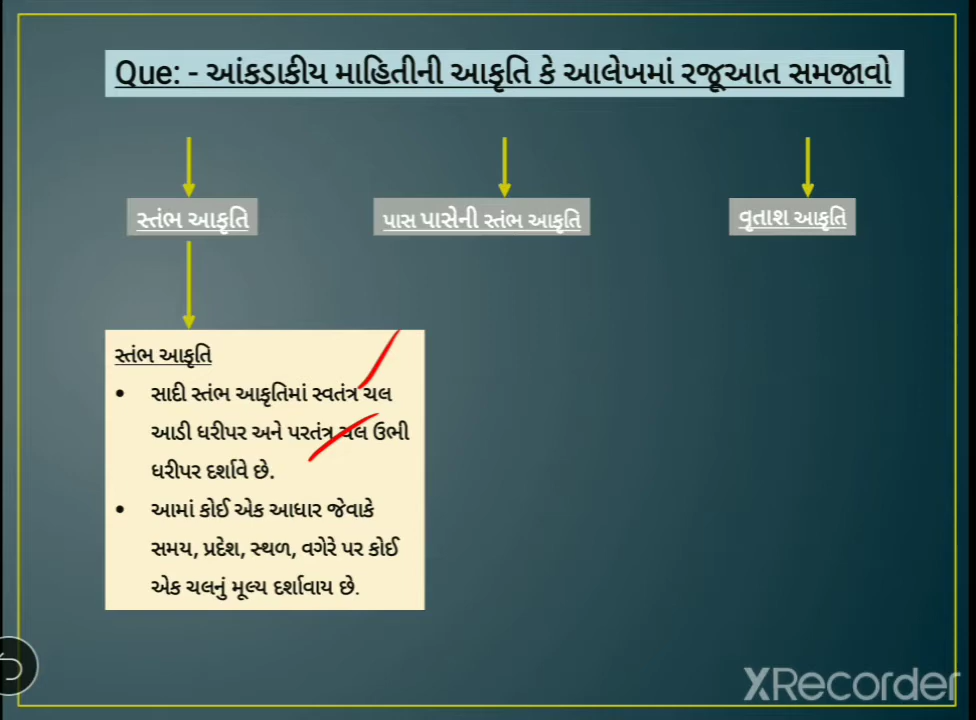 Que: - આંકડાકીય માહિતીની આકૃતિ કે આલેખમાં રજૂઆત સમજાવો
સ્તંભ આકૃતિ
પાસ પાસેની સ્તંભ આકૃતિ
વૃતાશ આકૃતિ
સ્તંભ આકૃતિ
• સાદી સ્તંભ આકૃતિમાં સ્વતંત્ર ચલ
આડી ધરીપર અને પરતંત્ર ચલ ઉભી
ધરીપર દર્શાવે છે.
• આમાં કોઈ એક આધાર જેવાકે
સમય, પ્રદેશ, સ્થળ, વગેરે પર કોઈ
એક ચલનું મૂલ્ય દર્શાવાય છે.
XRecorder